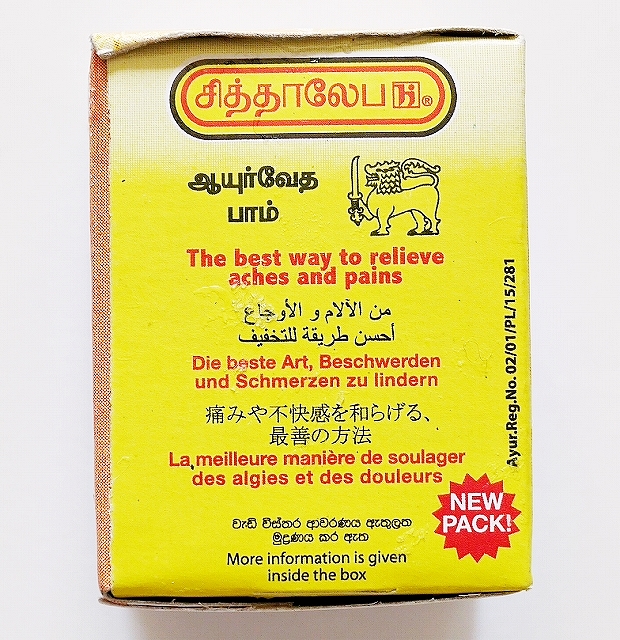 சித்தாலேப ®
ஆயுர்வேத
பாம்
The best way to relieve
aches and pains
من الآلام و الأوجاع
أحسن طريقة للتخفيف
Die beste Art, Beschwerden
und Schmerzen zu lindern
痛みや不快感を和らげる、
最善の方法
La meilleure manière de soulager
des algies et des douleurs
වැඩි විස්තර ආවරණය ඇතුලත
මුද්‍රණය කර ඇත
More information is given
inside the box
NEW
PACK!
Ayur.Reg.No. 02/01/PL/15/281